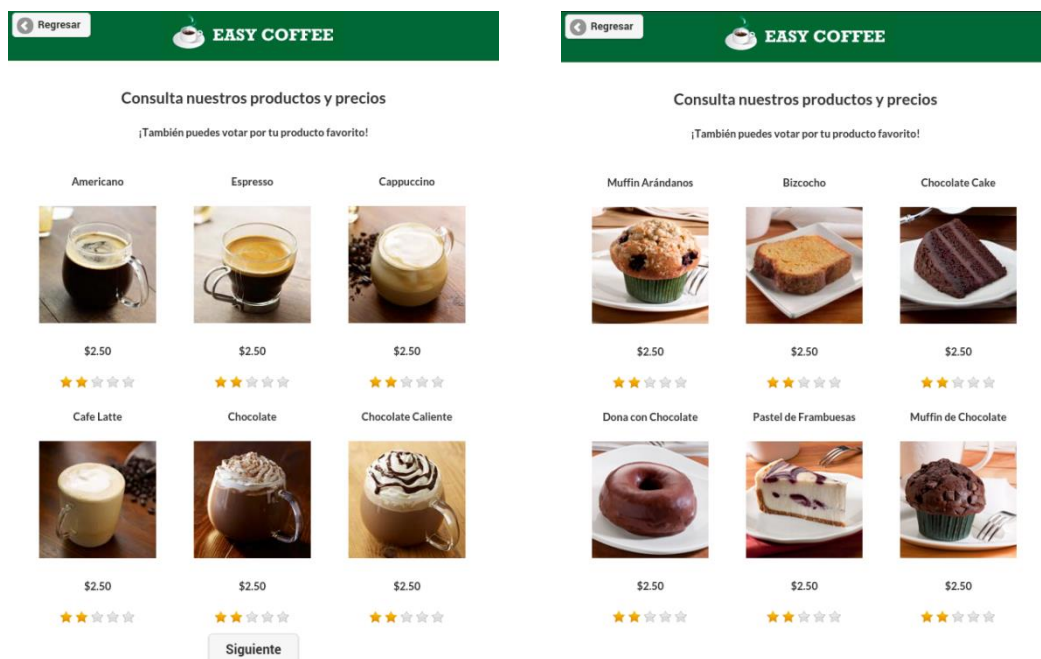 Regresar
EASY COFFEE
Consulta nuestros productos y precios
¡También puedes votar por tu producto favorito!
Americano
Espresso
Cappuccino
$2.50
$2.50
$2.50
Cafe Latte
Chocolate
Chocolate Caliente
$2.50
$2.50
$2.50
Siguiente
Regresar
EASY COFFEE
Consulta nuestros productos y precios
¡También puedes votar por tu producto favorito!
Muffin Arándanos
Bizcocho
Chocolate Cake
$2.50
$2.50
$2.50
Dona con Chocolate
Pastel de Frambuesas
Muffin de Chocolate
$2.50
$2.50
$2.50